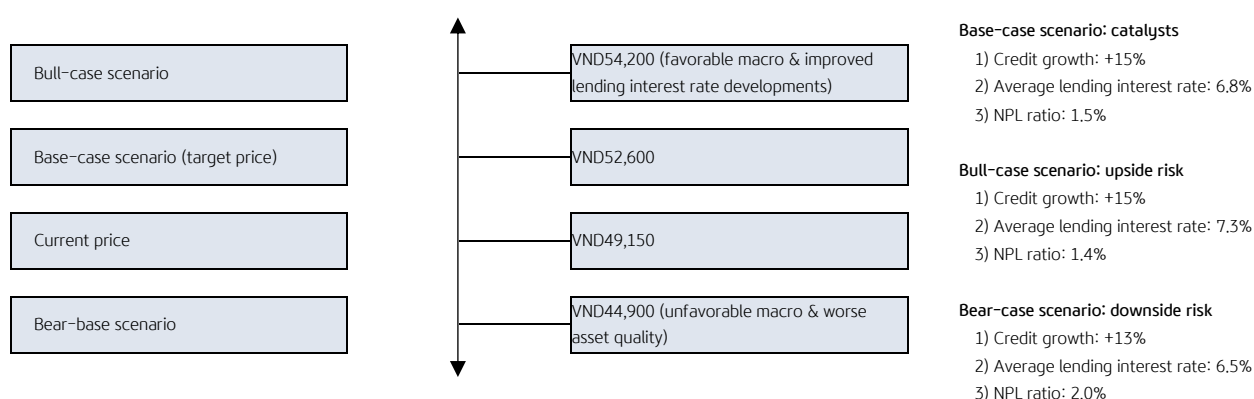 Bull-case scenario
VND54,200 (favorable macro & improved
lending interest rate developments)
Base-case scenario (target price)
VND52,600
Current price
VND49,150
Bear-base scenario
VND44,900 (unfavorable macro & worse
asset quality)
Base-case scenario: catalysts
1) Credit growth: +15%
2) Average lending interest rate: 6.8%
3) NPL ratio: 1.5%
Bull-case scenario: upside risk
1) Credit growth: +15%
2) Average lending interest rate: 7.3%
3) NPL ratio: 1.4%
Bear-case scenario: downside risk
1) Credit growth: +13%
2) Average lending interest rate: 6.5%
3) NPL ratio: 2.0%